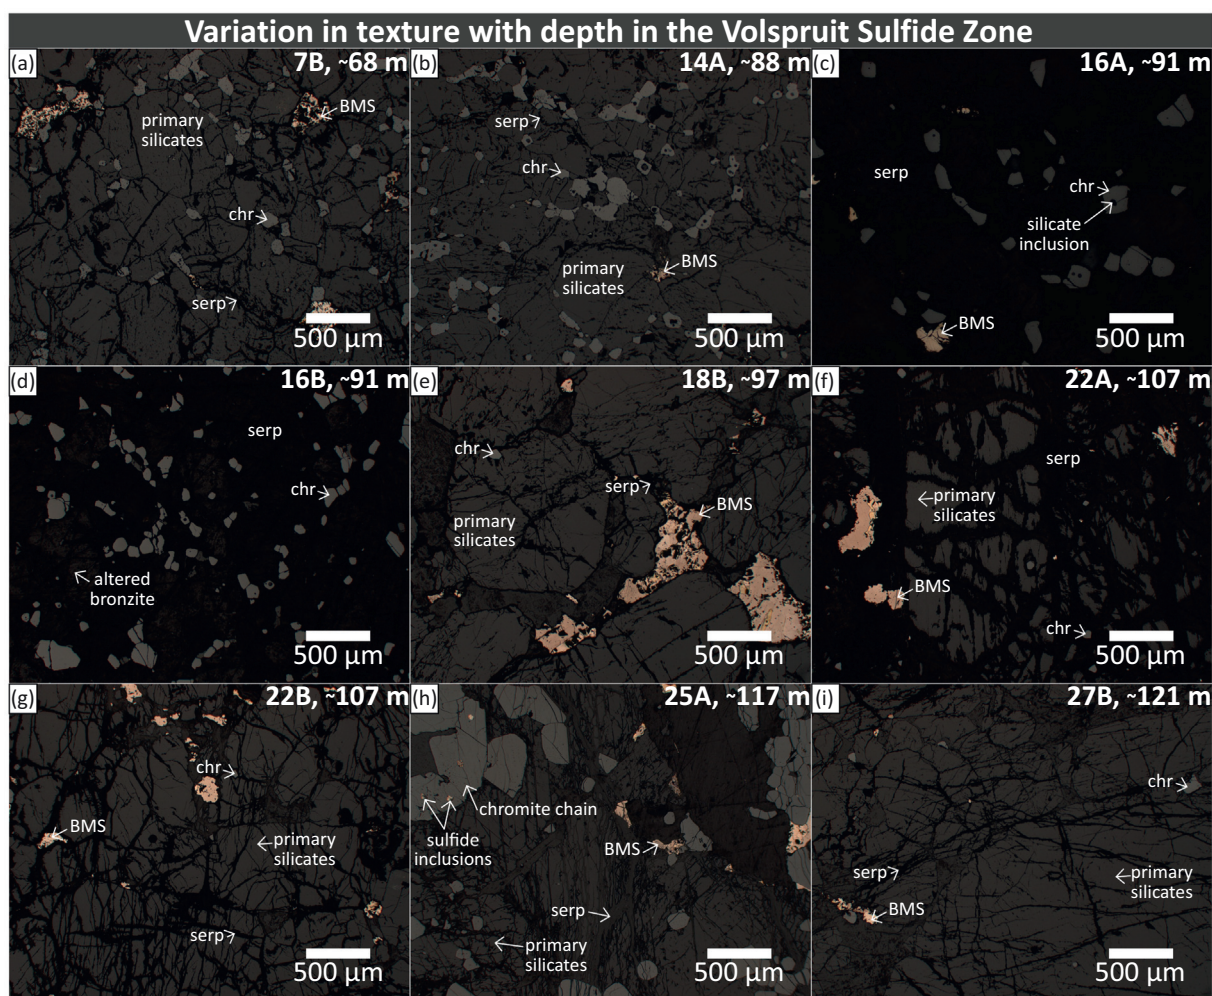 Variation in texture with depth in the Volspruit Sulfide Zone
(a)
7B, ~68 m
BMS
primary
silicates
chr
serp
500 µm
(b)
14A, ~88 m
serp
chr
BMS
primary
silicates
500 µm
(c)
16A, ~91 m
serp
chr
silicate
inclusion
BMS
500 µm
(d)
16B, ~91 m
serp
chr
altered
bronzite
500 µm
(e)
18B, ~97 m
chr
serp
BMS
primary
silicates
500 µm
(f)
22A, ~107 m
serp
primary
silicates
BMS
chr
500 µm
(g)
22B, ~107 m
chr
BMS
primary
silicates
serp
500 µm
(h)
25A, ~117 m
chromite chain
sulfide
inclusions
BMS
serp
primary
silicates
500 µm
(i)
27B, ~121 m
chr
serp
primary
silicates
BMS
500 µm